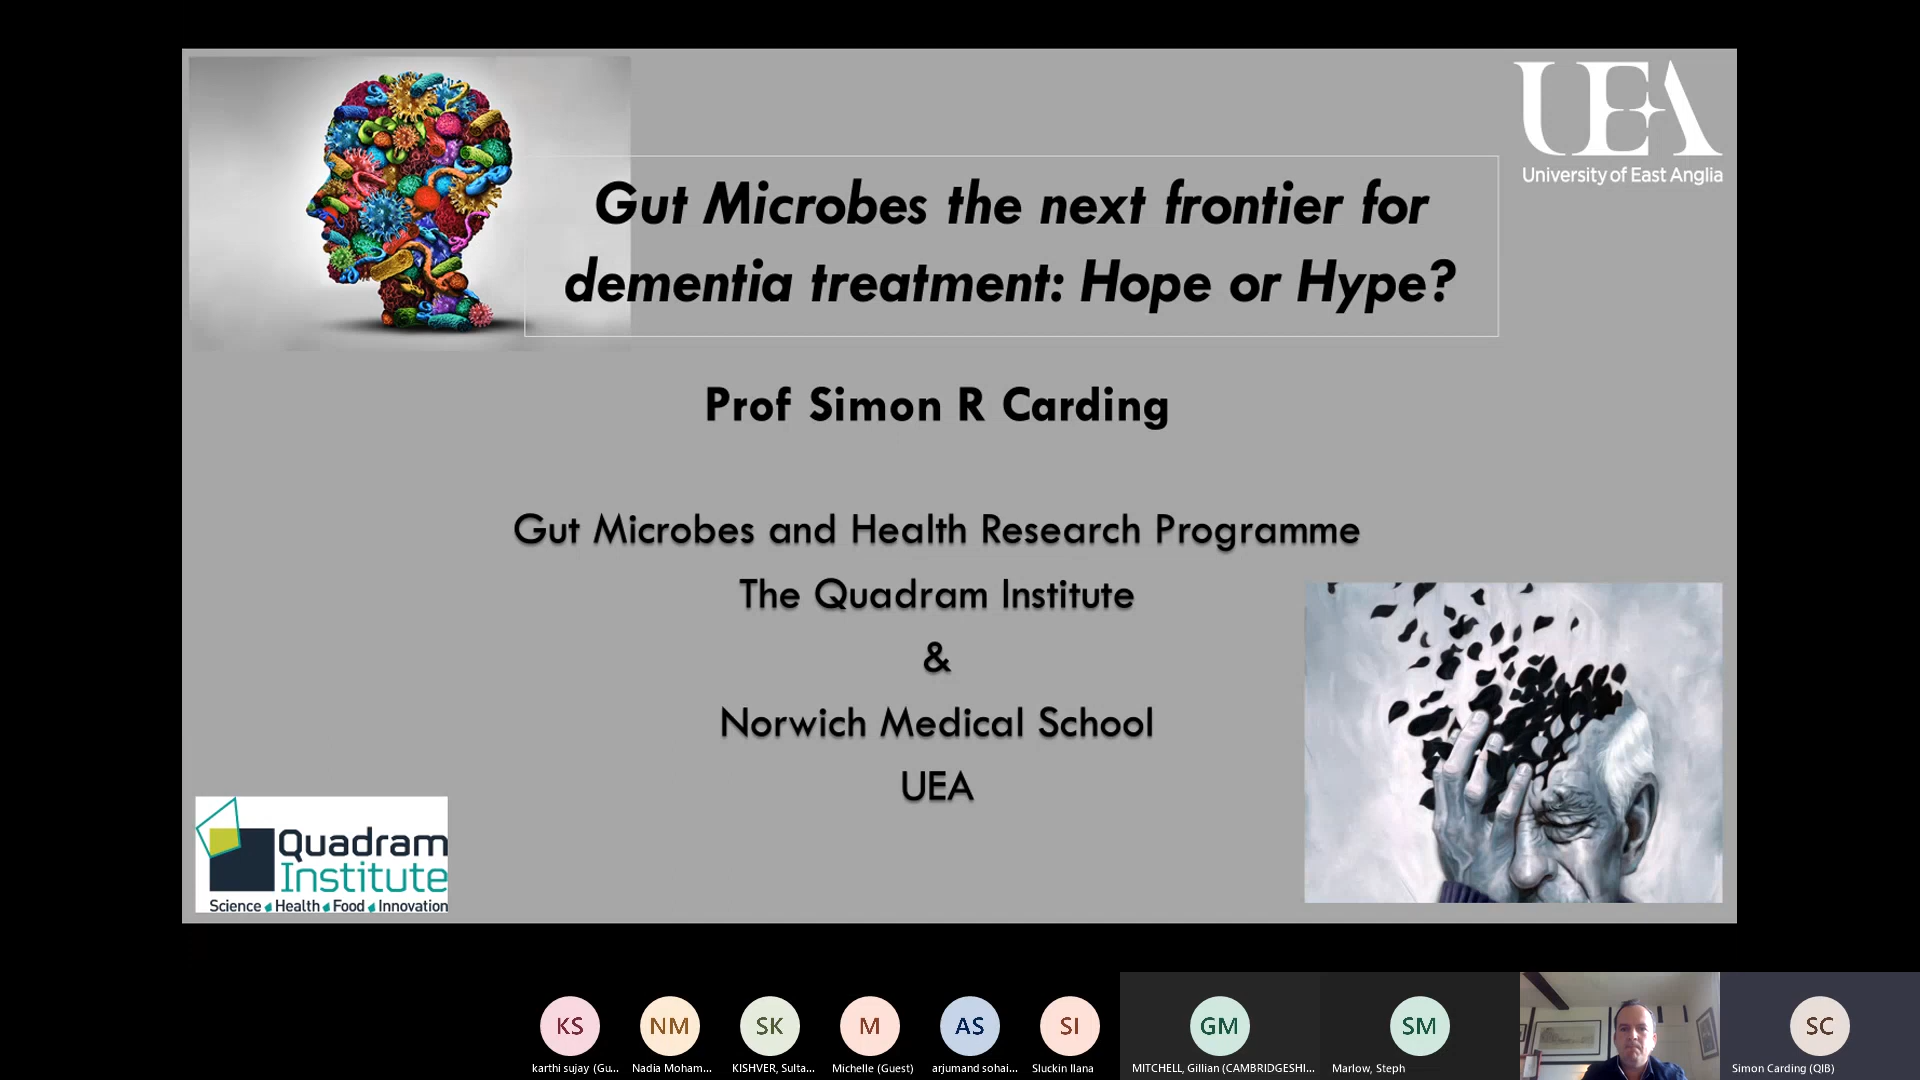 UEA
University of East Anglia
Gut Microbes the next frontier for
dementia treatment: Hope or Hype?
Prof Simon R Carding
Gut Microbes and Health Research Programme
The Quadram Institute
&
Norwich Medical School
UEA
Quadram
Institute
Science Health Food Innovation
KS
NM
SK
M
AS
SI
GM
SM
SC
karthi sujay (Gu...
Nadia Moham...
KISHVER, Sulta...
Michelle (Guest)
arjumand sohai...
Sluckin Ilana
MITCHELL, Gillian (CAMBRIDGESHI...
Marlow, Steph
Simon Carding (QIB)